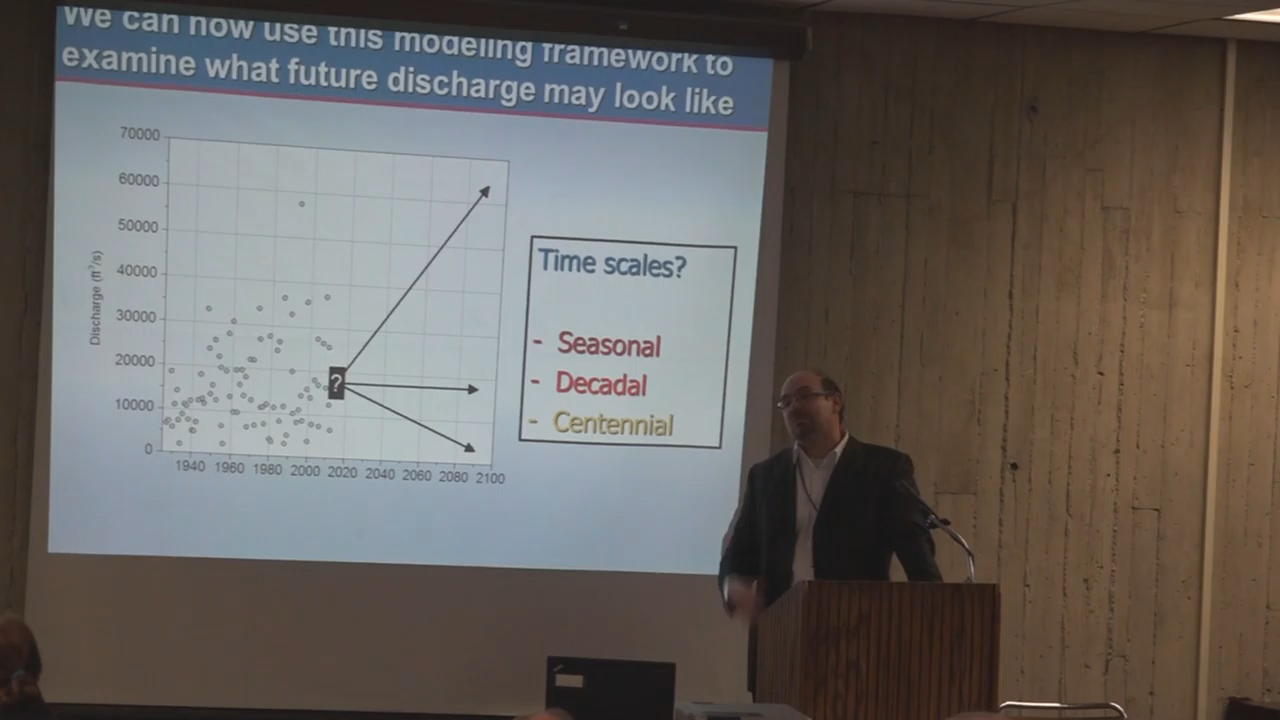 We can now use this modeling framework to
examine what future discharge may look like
70000
60000
50000
40000
30000
20000
10000
0
Discharge (ft³/s)
?
1940 1960 1980 2000 2020 2040 2060 2080 2100
Time scales?
- Seasonal
- Decadal
- Centennial